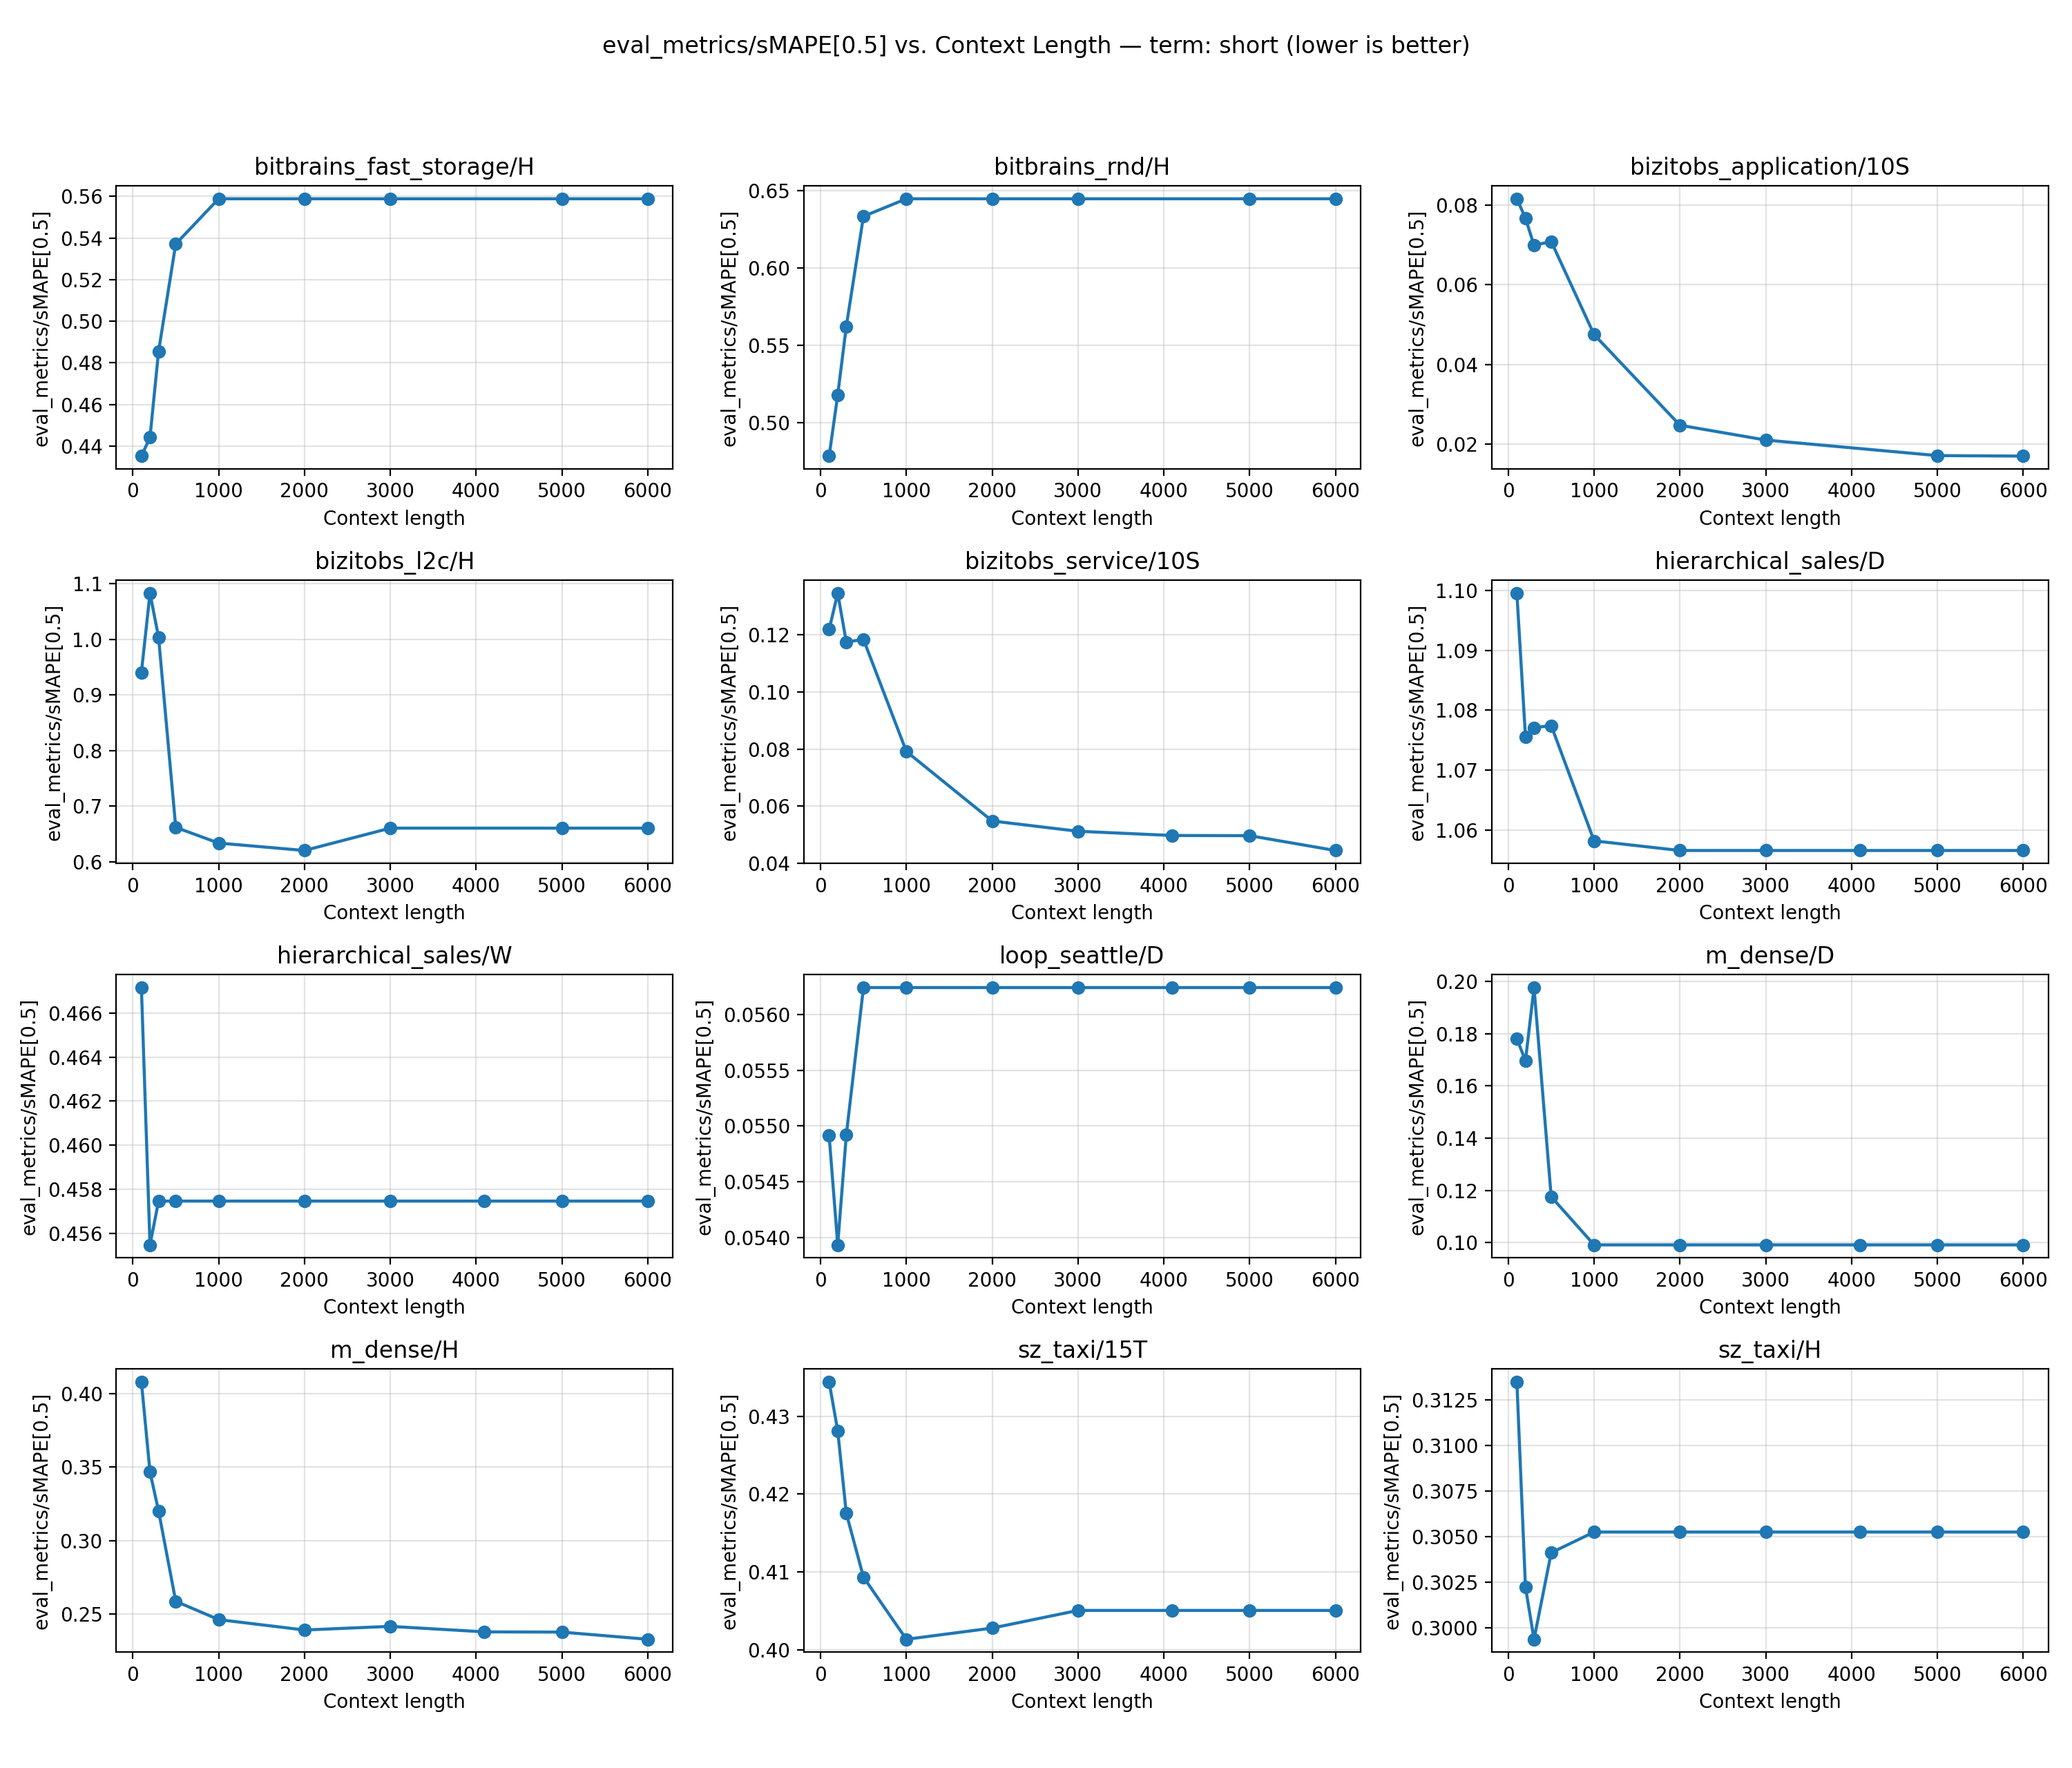 eval_metrics/sMAPE[0.5] vs. Context Length — term: short (lower is better)
bitbrains_fast_storage/H
eval_metrics/sMAPE[0.5]
0.56
0.54
0.52
0.50
0.48
0.46
0.44
0 1000 2000 3000 4000 5000 6000
Context length
bitbrains_rnd/H
eval_metrics/sMAPE[0.5]
0.65
0.60
0.55
0.50
0 1000 2000 3000 4000 5000 6000
Context length
bizitobs_application/10S
eval_metrics/sMAPE[0.5]
0.08
0.06
0.04
0.02
0 1000 2000 3000 4000 5000 6000
Context length
bizitobs_l2c/H
eval_metrics/sMAPE[0.5]
1.1
1.0
0.9
0.8
0.7
0.6
0 1000 2000 3000 4000 5000 6000
Context length
bizitobs_service/10S
eval_metrics/sMAPE[0.5]
0.12
0.10
0.08
0.06
0.04
0 1000 2000 3000 4000 5000 6000
Context length
hierarchical_sales/D
eval_metrics/sMAPE[0.5]
1.10
1.09
1.08
1.07
1.06
0 1000 2000 3000 4000 5000 6000
Context length
hierarchical_sales/W
eval_metrics/sMAPE[0.5]
0.466
0.464
0.462
0.460
0.458
0.456
0 1000 2000 3000 4000 5000 6000
Context length
loop_seattle/D
eval_metrics/sMAPE[0.5]
0.0560
0.0555
0.0550
0.0545
0.0540
0 1000 2000 3000 4000 5000 6000
Context length
m_dense/D
eval_metrics/sMAPE[0.5]
0.20
0.18
0.16
0.14
0.12
0.10
0 1000 2000 3000 4000 5000 6000
Context length
m_dense/H
eval_metrics/sMAPE[0.5]
0.40
0.35
0.30
0.25
0 1000 2000 3000 4000 5000 6000
Context length
sz_taxi/15T
eval_metrics/sMAPE[0.5]
0.43
0.42
0.41
0.40
0 1000 2000 3000 4000 5000 6000
Context length
sz_taxi/H
eval_metrics/sMAPE[0.5]
0.3125
0.3100
0.3075
0.3050
0.3025
0.3000
0 1000 2000 3000 4000 5000 6000
Context length